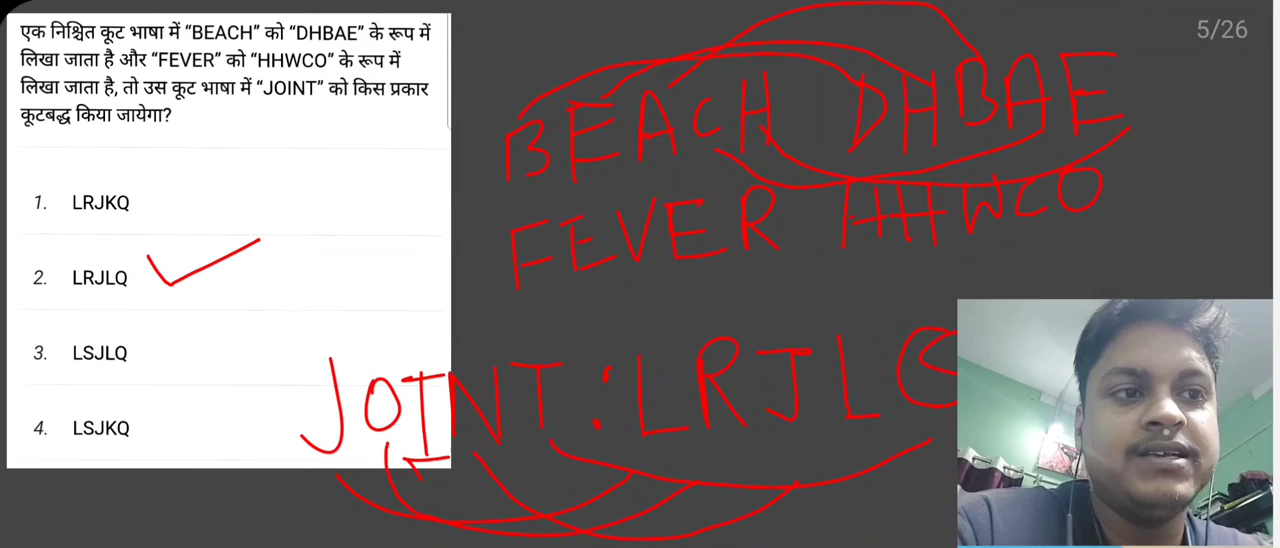 एक निश्चित कूट भाषा में “BEACH” को “DHBAE” के रूप में
लिखा जाता है और “FEVER” को “HHWCO” के रूप में
लिखा जाता है, तो उस कूट भाषा में “JOINT” को किस प्रकार
कूटबद्ध किया जायेगा?
1. LRJKQ
2. LRJLQ
3. LSJLQ
4. LSJKQ
5/26
BEACH DHBAE
FEVER HHWCO
JOINT : LRJL